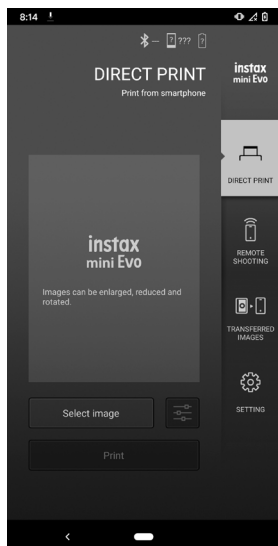 8:14
???
DIRECT PRINT
Print from smartphone
instax
mini Evo
DIRECT PRINT
instax
mini Evo
Images can be enlarged, reduced and
rotated.
REMOTE
SHOOTING
TRANSFERRED
IMAGES
Select image
SETTING
Print